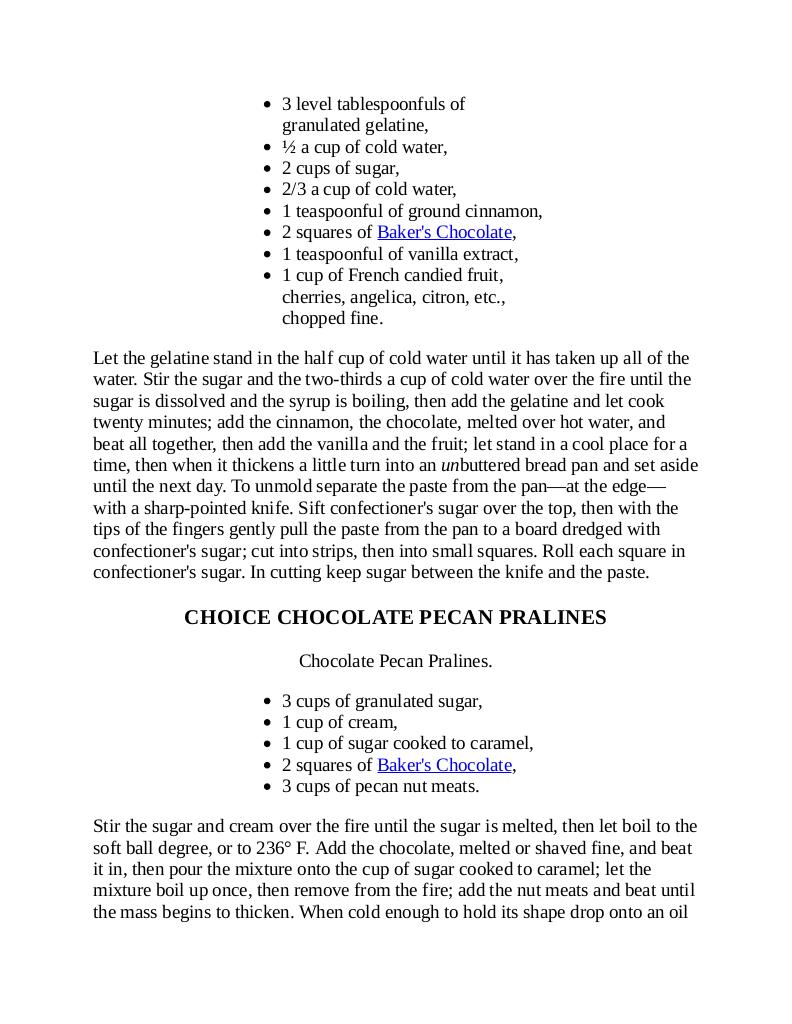 • 3 level tablespoonfuls of
granulated gelatine,
• ½ a cup of cold water,
• 2 cups of sugar,
• 2/3 a cup of cold water,
• 1 teaspoonful of ground cinnamon,
• 2 squares of Baker's Chocolate,
• 1 teaspoonful of vanilla extract,
• 1 cup of French candied fruit,
cherries, angelica, citron, etc.,
chopped fine.
Let the gelatine stand in the half cup of cold water until it has taken up all of the
water. Stir the sugar and the two-thirds a cup of cold water over the fire until the
sugar is dissolved and the syrup is boiling, then add the gelatine and let cook
twenty minutes; add the cinnamon, the chocolate, melted over hot water, and
beat all together, then add the vanilla and the fruit; let stand in a cool place for a
time, then when it thickens a little turn into an unbuttered bread pan and set aside
until the next day. To unmold separate the paste from the pan—at the edge—
with a sharp-pointed knife. Sift confectioner's sugar over the top, then with the
tips of the fingers gently pull the paste from the pan to a board dredged with
confectioner's sugar; cut into strips, then into small squares. Roll each square in
confectioner's sugar. In cutting keep sugar between the knife and the paste.
CHOICE CHOCOLATE PECAN PRALINES
Chocolate Pecan Pralines.
• 3 cups of granulated sugar,
• 1 cup of cream,
• 1 cup of sugar cooked to caramel,
• 2 squares of Baker's Chocolate,
• 3 cups of pecan nut meats.
Stir the sugar and cream over the fire until the sugar is melted, then let boil to the
soft ball degree, or to 236° F. Add the chocolate, melted or shaved fine, and beat
it in, then pour the mixture onto the cup of sugar cooked to caramel; let the
mixture boil up once, then remove from the fire; add the nut meats and beat until
the mass begins to thicken. When cold enough to hold its shape drop onto an oil